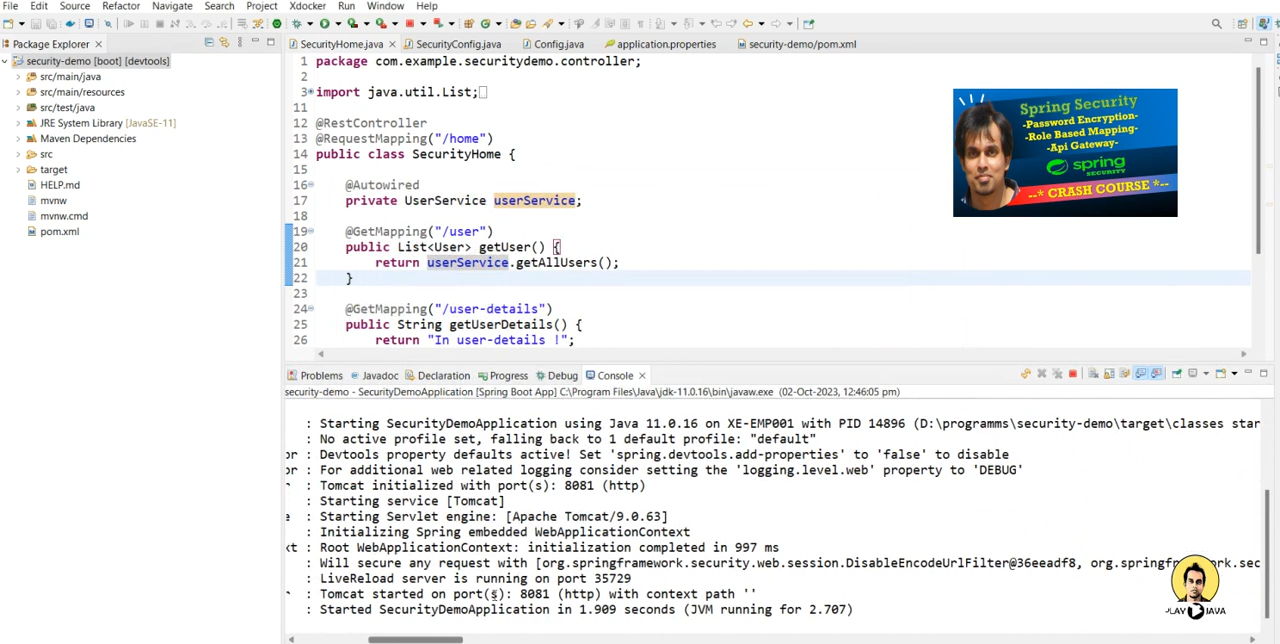 File Edit Source Refactor Navigate Search Project Xdocker Run Window Help
Package Explorer
security-demo [boot] [devtools]
src/main/java
src/main/resources
src/test/java
JRE System Library [JavaSE-11]
Maven Dependencies
src
target
HELP.md
mvnw
mvnw.cmd
pom.xml
SecurityHome.java SecurityConfig.java Config.java application.properties security-demo/pom.xml
1 package com.example.securitydemo.controller;
2
3 import java.util.List;
11
12 @RestController
13 @RequestMapping("/home")
14 public class SecurityHome {
15
16 @Autowired
17 private UserService userService;
18
19 @GetMapping("/user")
20 public List<User> getUser() {
21 return userService.getAllUsers();
22 }
23
24 @GetMapping("/user-details")
25 public String getUserDetails() {
26 return "In user-details !";
Spring Security
-Password Encryption-
-Role Based Mapping-
-Api Gateway-
spring
SECURITY
--* CRASH COURSE *--
Problems Javadoc Declaration Progress Debug Console
security-demo - SecurityDemoApplication [Spring Boot App] C:\Program Files\Java\jdk-11.0.16\bin\javaw.exe (02-Oct-2023, 12:46:05 pm)
: Starting SecurityDemoApplication using Java 11.0.16 on XE-EMP001 with PID 14896 (D:\programms\security-demo\target\classes star
: No active profile set, falling back to 1 default profile: "default"
or : Devtools property defaults active! Set 'spring.devtools.add-properties' to 'false' to disable
or : For additional web related logging consider setting the 'logging.level.web' property to 'DEBUG'
r : Tomcat initialized with port(s): 8081 (http)
: Starting service [Tomcat]
e : Starting Servlet engine: [Apache Tomcat/9.0.63]
: Initializing Spring embedded WebApplicationContext
xt : Root WebApplicationContext: initialization completed in 997 ms
: Will secure any request with [org.springframework.security.web.session.DisableEncodeUrlFilter@36eeadf8, org.springframework.sec
: LiveReload server is running on port 35729
r : Tomcat started on port(s): 8081 (http) with context path ''
: Started SecurityDemoApplication in 1.909 seconds (JVM running for 2.707)
PLAY JAVA